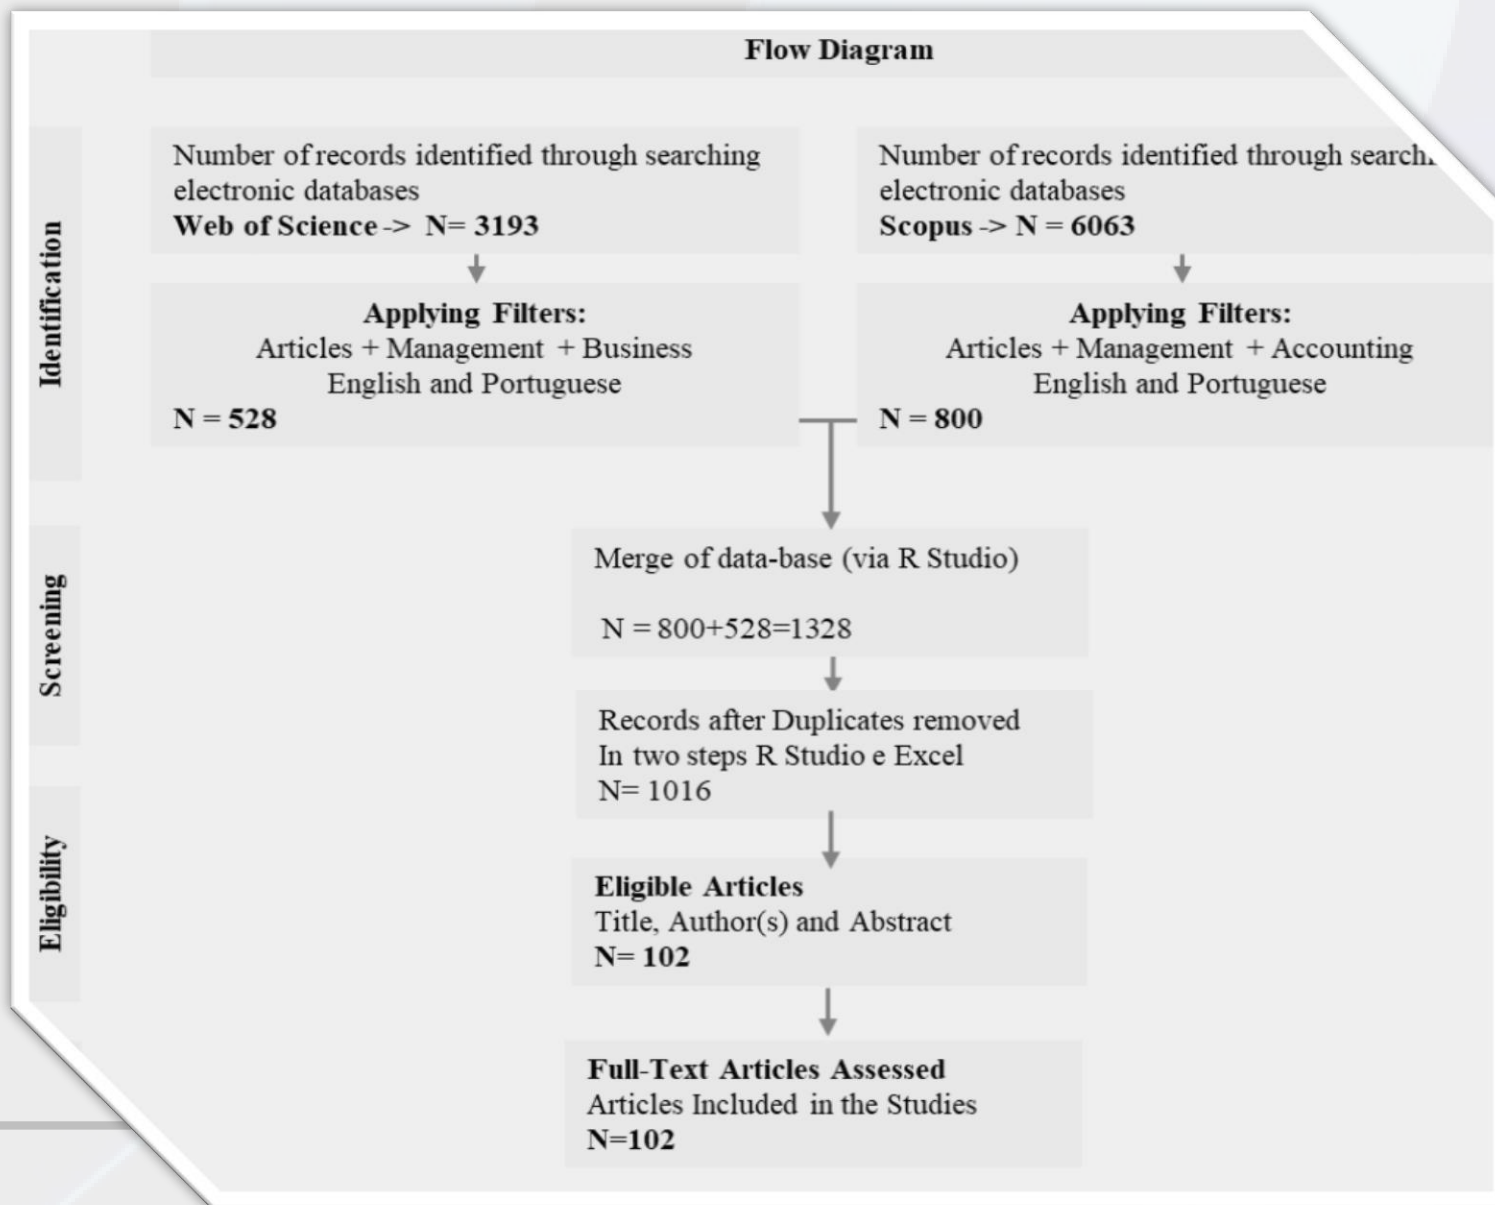 Flow Diagram
Identification
Number of records identified through searching
electronic databases
Web of Science -> N= 3193
Number of records identified through
electronic databases
Scopus -> N = 6063
Applying Filters:
Articles + Management + Business
English and Portuguese
N = 528
Applying Filters:
Articles + Management + Accounting
English and Portuguese
N = 800
Screening
Merge of data-base (via R Studio)
N = 800+528=1328
Records after Duplicates removed
In two steps R Studio e Excel
N= 1016
Eligibility
Eligible Articles
Title, Author(s) and Abstract
N= 102
Full-Text Articles Assessed
Articles Included in the Studies
N=102